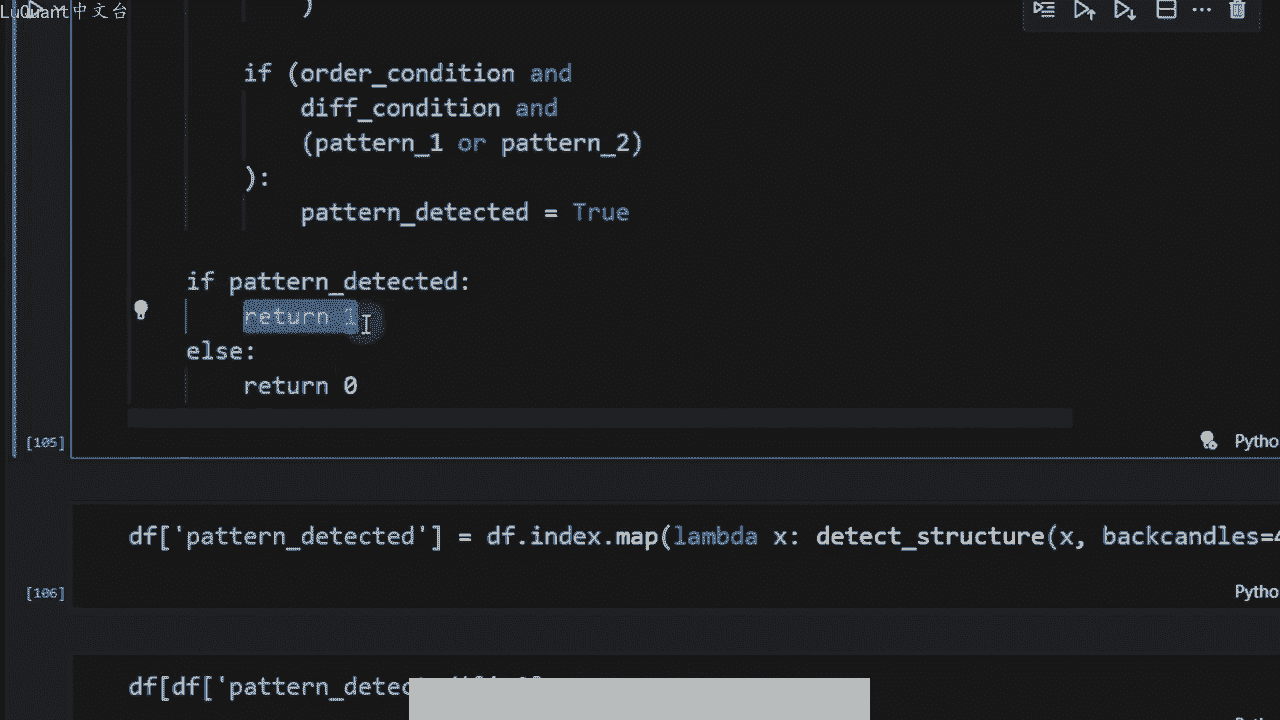 LuQuant中文台
)
if (order_condition and
diff_condition and
(pattern_1 or pattern_2)
):
pattern_detected = True
if pattern_detected:
return 1
else:
return 0
[105]
Pytho
df['pattern_detected'] = df.index.map(lambda x: detect_structure(x, backcandles=4
[106]
Pytho
df[df['pattern_detec